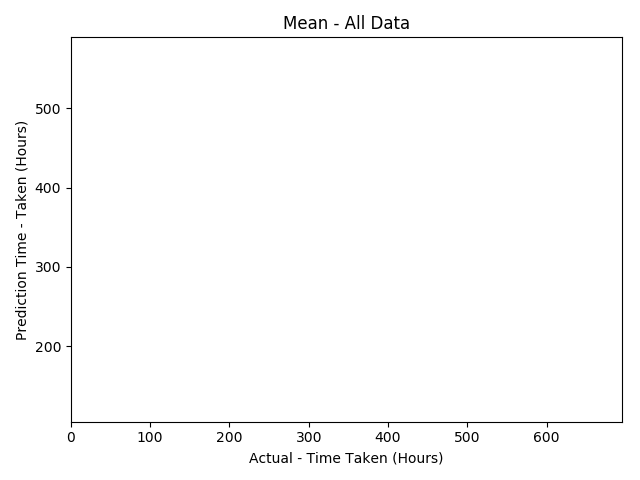 Mean - All Data
Prediction Time - Taken (Hours)
500
400
300
200
0 100 200 300 400 500 600
Actual - Time Taken (Hours)